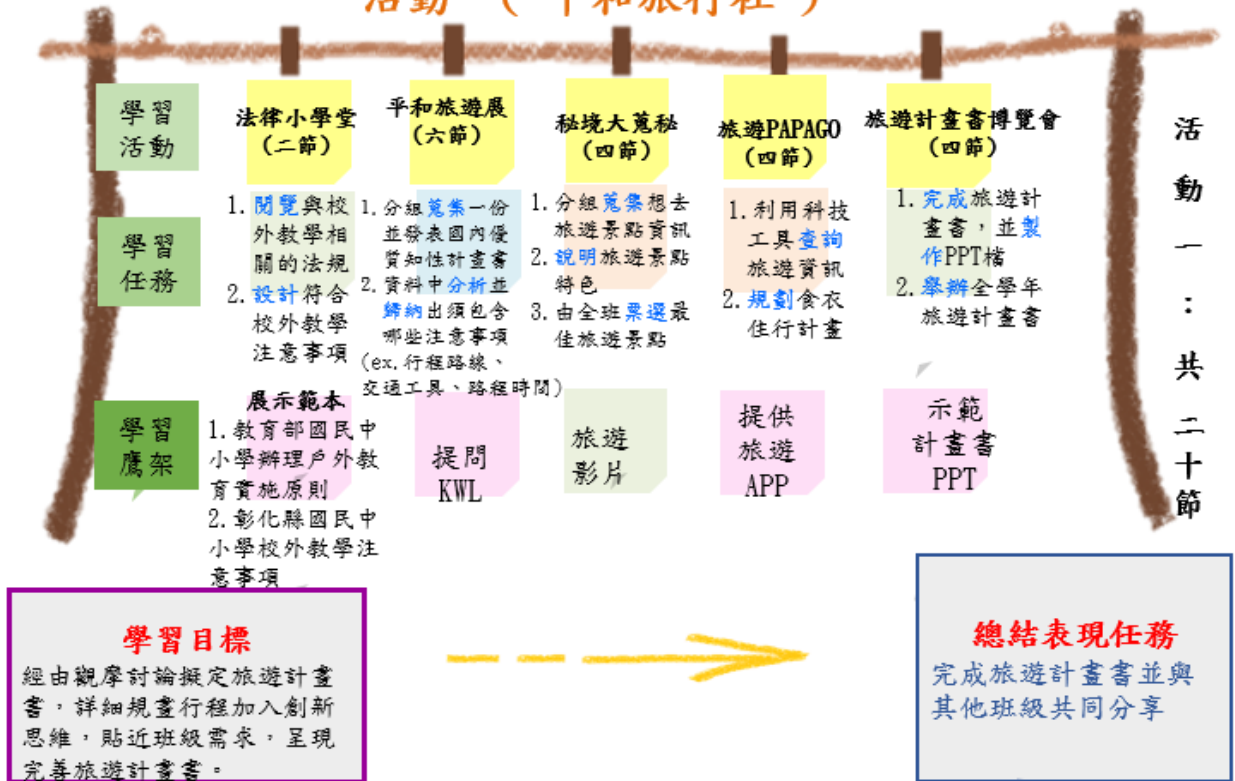 活動一（平和旅行社）
學習
活動
法律小學堂
(二節)
平和旅遊展
(六節)
秘境大蒐秘
(四節)
旅遊PAPAGO
(四節)
旅遊計畫書博覽會
(四節)
學習
任務
1.閱覽與校
外教學相
關的法規
2.設計符合
校外教學
注意事項
1.分組蒐集一份
並發表國內優
質知性計畫書
2.資料中分析並
歸納出須包含
哪些注意事項
(ex.行程路線、
交通工具、路程時間)
1.分組蒐集想去
旅遊景點資訊
2.說明旅遊景點
特色
3.由全班票選最
佳旅遊景點
1.利用科技
工具查詢
旅遊資訊
2.規劃食衣
住行計畫
1.完成旅遊計
畫書，並製
作PPT檔
2.舉辦全學年
旅遊計畫書
學習
鷹架
展示範本
1.教育部國民中
小學辦理戶外教
育實施原則
2.彰化縣國民中
小學校外教學注
意事項
提問
KWL
旅遊
影片
提供
旅遊
APP
示範
計畫書
PPT
活動一：共二十節
學習目標
經由觀摩討論擬定旅遊計畫
書，詳細規畫行程加入創新
思維，貼近班級需求，呈現
完善旅遊計畫書。
總結表現任務
完成旅遊計畫書並與
其他班級共同分享